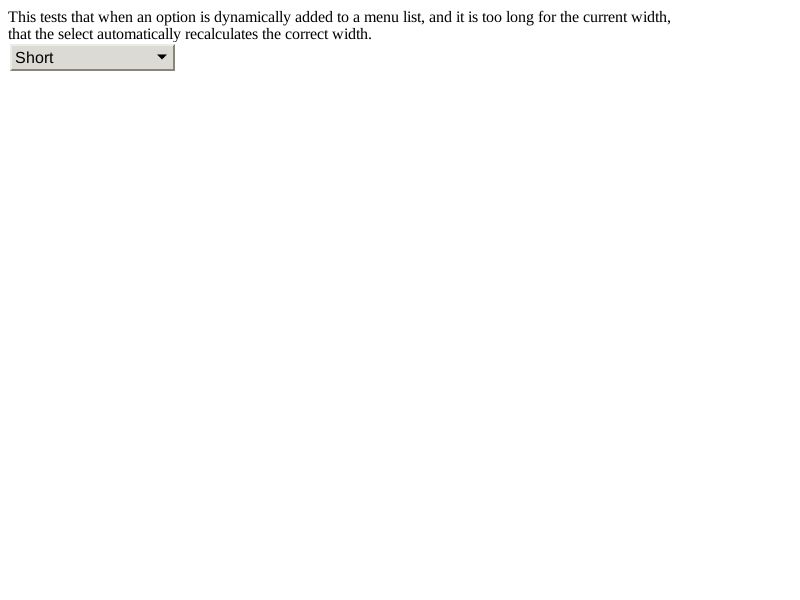 This tests that when an option is dynamically added to a menu list, and it is too long for the current width,
that the select automatically recalculates the correct width.
Short